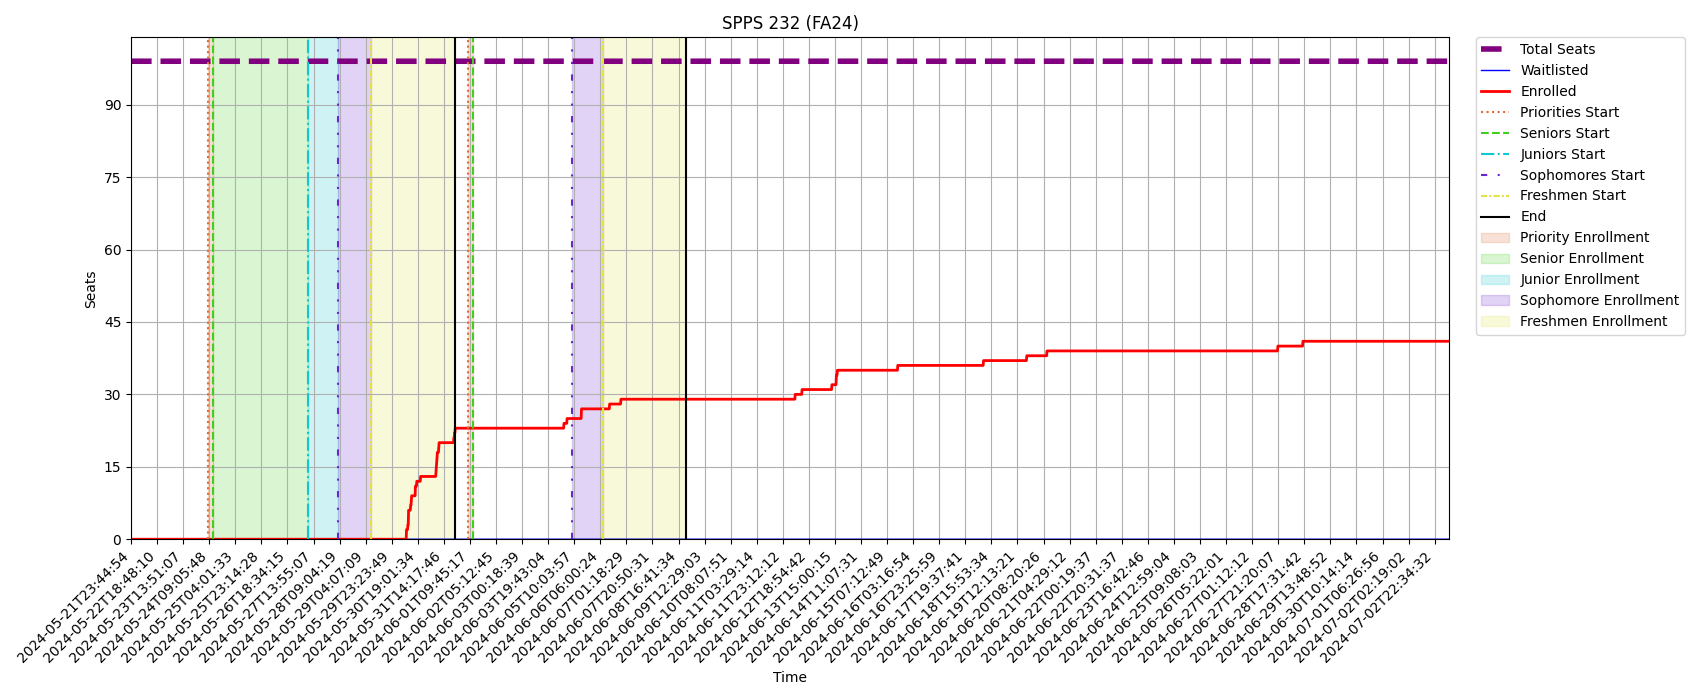 SPPS 232 (FA24)
Seats
90
75
60
45
30
15
0
2024-05-21T23:44:54
2024-05-22T18:48:10
2024-05-23T13:51:07
2024-05-24T09:05:48
2024-05-25T04:01:33
2024-05-25T23:14:28
2024-05-26T18:34:15
2024-05-27T13:55:07
2024-05-28T09:04:19
2024-05-29T04:07:09
2024-05-29T23:23:49
2024-05-30T19:01:34
2024-05-31T14:17:46
2024-06-01T09:45:17
2024-06-02T05:12:45
2024-06-03T00:18:39
2024-06-03T19:43:04
2024-06-05T10:03:57
2024-06-06T06:00:24
2024-06-07T01:18:29
2024-06-07T20:50:31
2024-06-08T16:41:34
2024-06-09T12:29:03
2024-06-10T08:07:51
2024-06-11T03:29:14
2024-06-11T23:12:12
2024-06-12T18:54:42
2024-06-13T15:00:15
2024-06-14T11:07:31
2024-06-15T07:12:49
2024-06-16T03:16:54
2024-06-16T23:25:59
2024-06-17T19:37:41
2024-06-18T15:53:34
2024-06-19T12:13:21
2024-06-20T08:20:26
2024-06-21T04:29:12
2024-06-22T00:19:37
2024-06-22T20:31:37
2024-06-23T16:42:46
2024-06-24T12:59:04
2024-06-25T09:08:03
2024-06-26T05:22:01
2024-06-27T01:12:12
2024-06-27T21:20:07
2024-06-28T17:31:42
2024-06-29T13:48:52
2024-06-30T10:14:14
2024-07-01T06:26:56
2024-07-02T02:19:02
2024-07-02T22:34:32
Time
Total Seats
Waitlisted
Enrolled
Priorities Start
Seniors Start
Juniors Start
Sophomores Start
Freshmen Start
End
Priority Enrollment
Senior Enrollment
Junior Enrollment
Sophomore Enrollment
Freshmen Enrollment